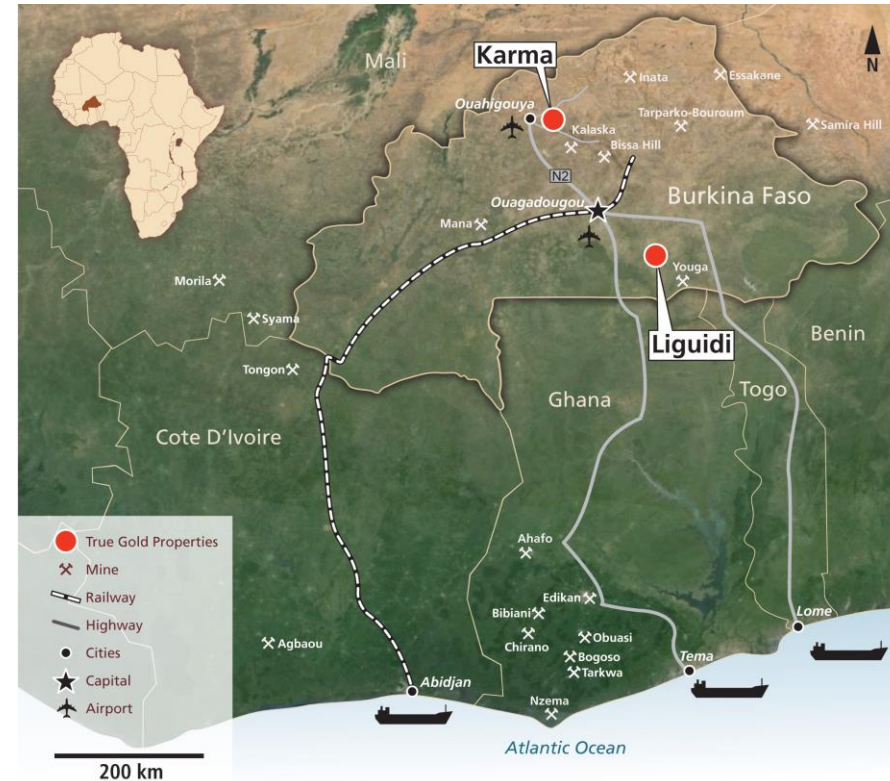 Mali
Karma
N
Inata
Essakane
Ouahigouya
Tarparko-Bouroum
Samira Hill
Kalaska
Bissa Hill
N2
Burkina Faso
Ouagadougou
Mana
Morila
Youga
Syama
Liguidi
Benin
Tongon
Ghana
Togo
Cote D'Ivoire
True Gold Properties
Mine
Railway
Highway
Cities
Capital
Airport
200 km
Ahafo
Edikan
Bibiani
Chirano
Obuasi
Bogoso
Tarkwa
Nzema
Agbaou
Abidjan
Tema
Lome
Atlantic Ocean